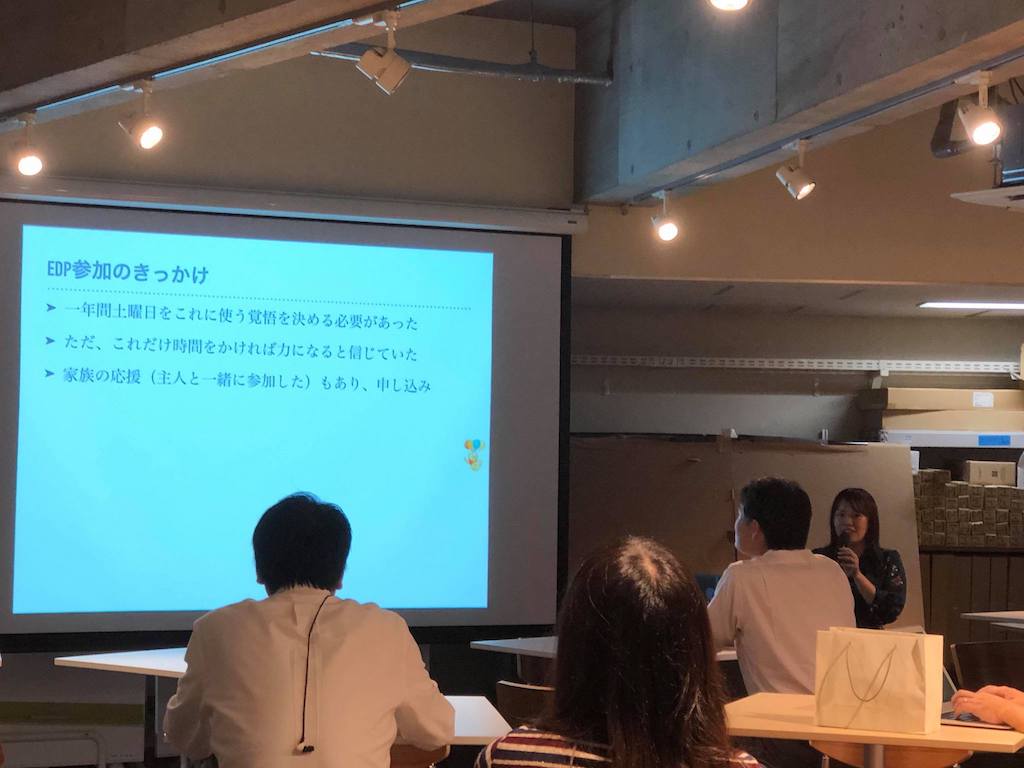 EDP参加のきっかけ
➤ 一年間土曜日をこれに使う覚悟を決める必要があった
➤ ただ、これだけ時間をかければ力になると信じていた
➤ 家族の応援（主人と一緒に参加した）もあり、申し込み